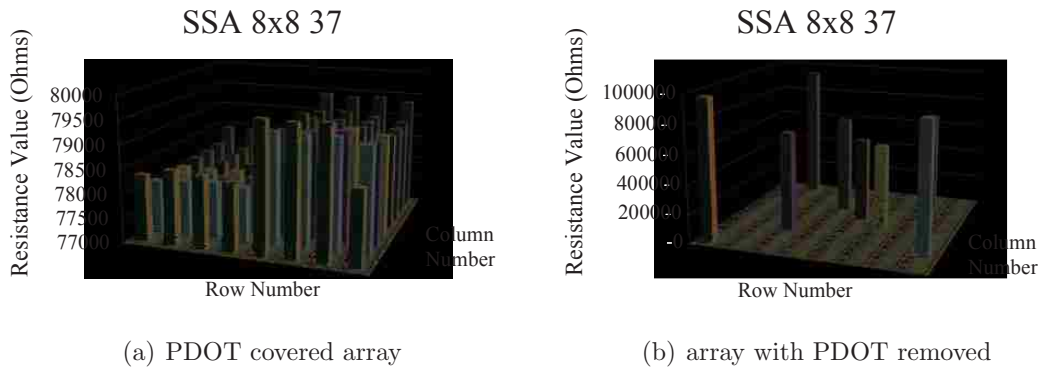 SSA 8x8 37
Resistance Value (Ohms)
80000
79500
79000
78500
78000
77500
77000
Column
Number
Row Number
(a) PDOT covered array
SSA 8x8 37
Resistance Value (Ohms)
1000000
800000
600000
400000
200000
-0
Column
Number
Row Number
(b) array with PDOT removed